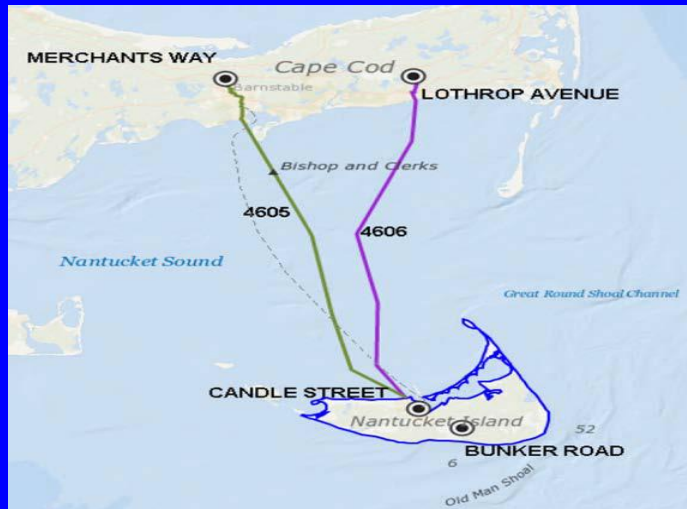 MERCHANTS WAY
Cape Cod
Barnstable
LOTHROP AVENUE
Bishop and Clerks
4605
4606
Nantucket Sound
Great Round Shoal Channel
CANDLE STREET
Nantucket Island
52
BUNKER ROAD
6
Old Man Shoal